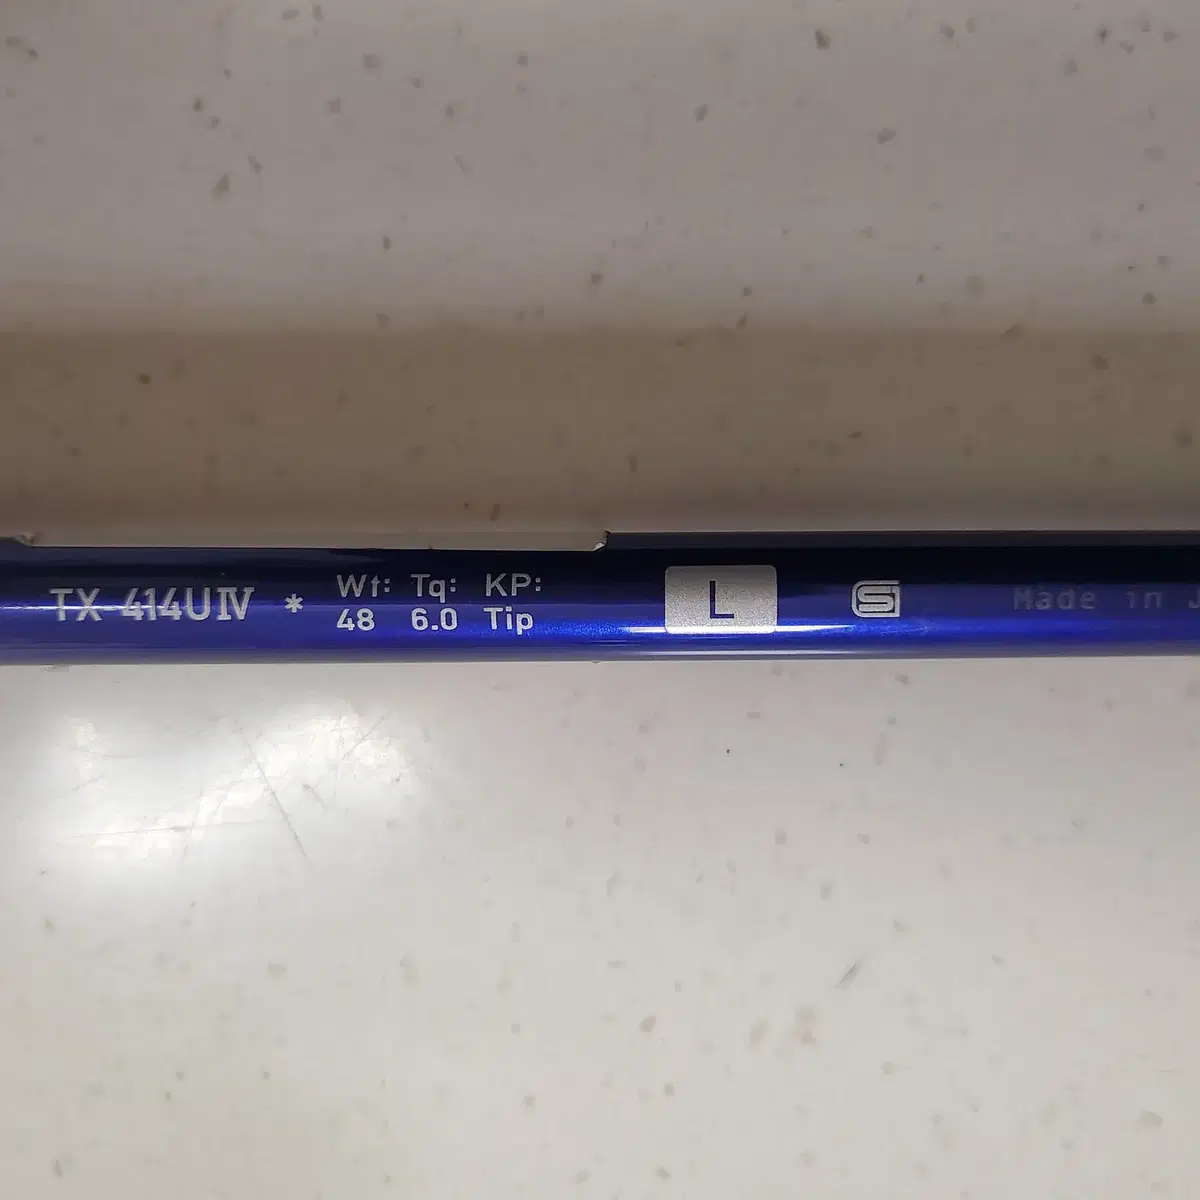 TX-414UⅣ * Wt: Tq: KP:
48 6.0 Tip
L
Made in